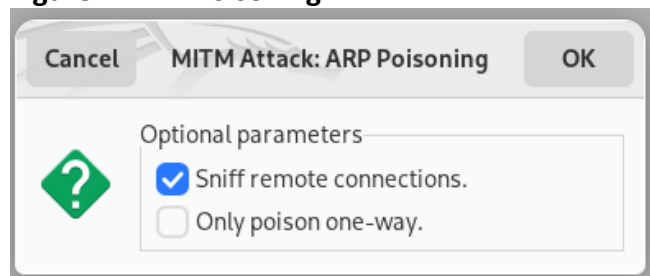 Cancel MITM Attack: ARP Poisoning OK
Optional parameters
Sniff remote connections.
Only poison one-way.